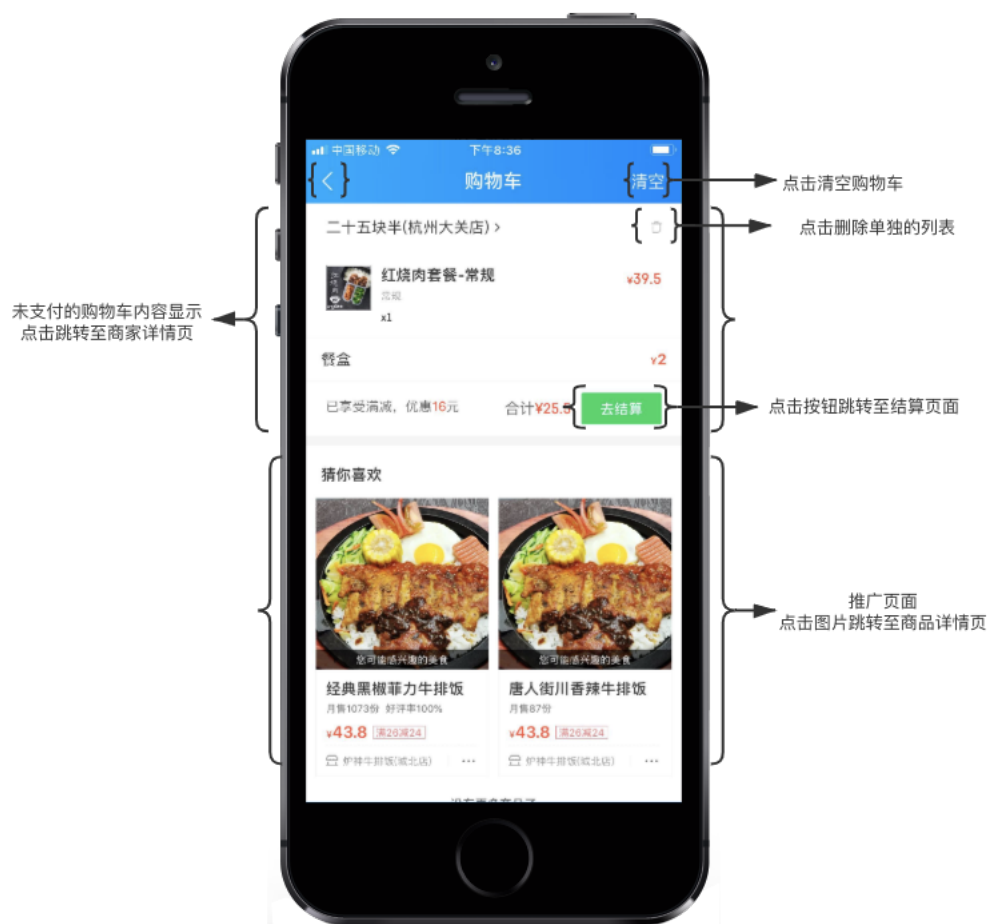 中国移动
下午8:36
购物车
清空
点击清空购物车
二十五块半(杭州大关店) >
点击删除单独的列表
红烧肉套餐-常规
¥39.5
常规
x1
未支付的购物车内容显示
点击跳转至商家详情页
餐盒
¥2
已享受满减，优惠16元
合计¥25.5
去结算
点击按钮跳转至结算页面
猜你喜欢
您可能感兴趣的美食
您可能感兴趣的美食
推广页面
点击图片跳转至商品详情页
经典黑椒菲力牛排饭
唐人街川香辣牛排饭
月售1073份 好评率100%
月售87份
¥43.8 满26减24
¥43.8 满26减24
炉神牛排饭(城北店)
炉神牛排饭(城北店)